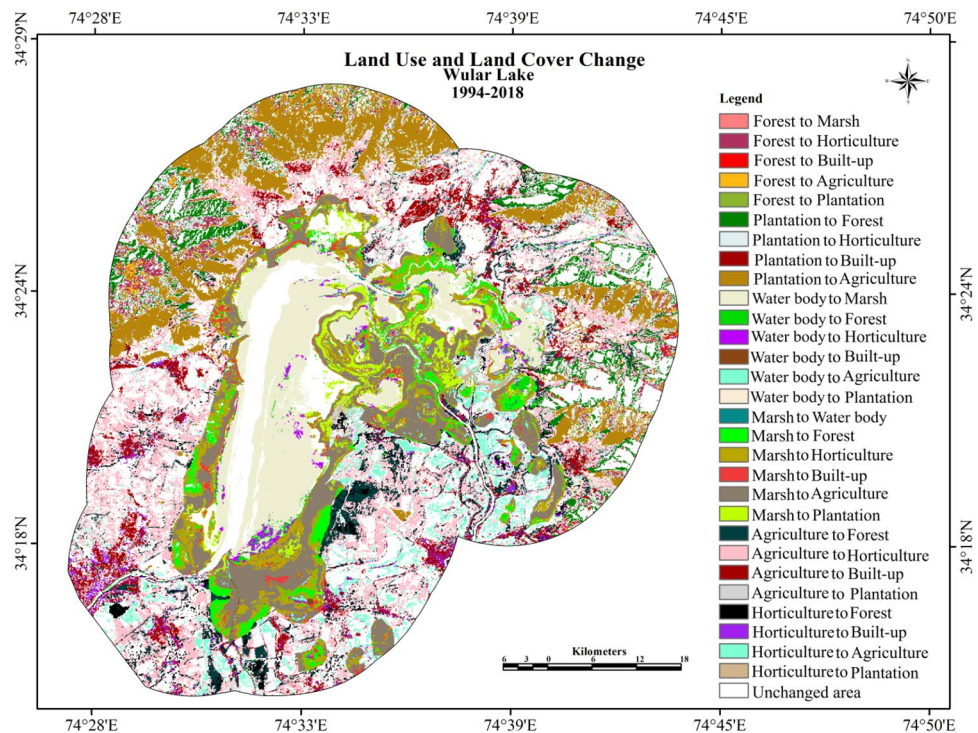 74°28'E 74°33'E 74°39'E 74°45'E 74°50'E
34°29'N
Land Use and Land Cover Change
Wular Lake
1994-2018
N
Legend
Forest to Marsh
Forest to Horticulture
Forest to Built-up
Forest to Agriculture
Forest to Plantation
Plantation to Forest
Plantation to Horticulture
Plantation to Built-up
Plantation to Agriculture
Water body to Marsh
Water body to Forest
Water body to Horticulture
Water body to Built-up
Water body to Agriculture
Water body to Plantation
Marsh to Water body
Marsh to Forest
Marsh to Horticulture
Marsh to Built-up
Marsh to Agriculture
Marsh to Plantation
Agriculture to Forest
Agriculture to Horticulture
Agriculture to Built-up
Agriculture to Plantation
Horticulture to Forest
Horticulture to Built-up
Horticulture to Agriculture
Horticulture to Plantation
Unchanged area
34°24'N 34°24'N
34°18'N 34°18'N
Kilometers
6 3 0 6 12 18
74°28'E 74°33'E 74°39'E 74°45'E 74°50'E